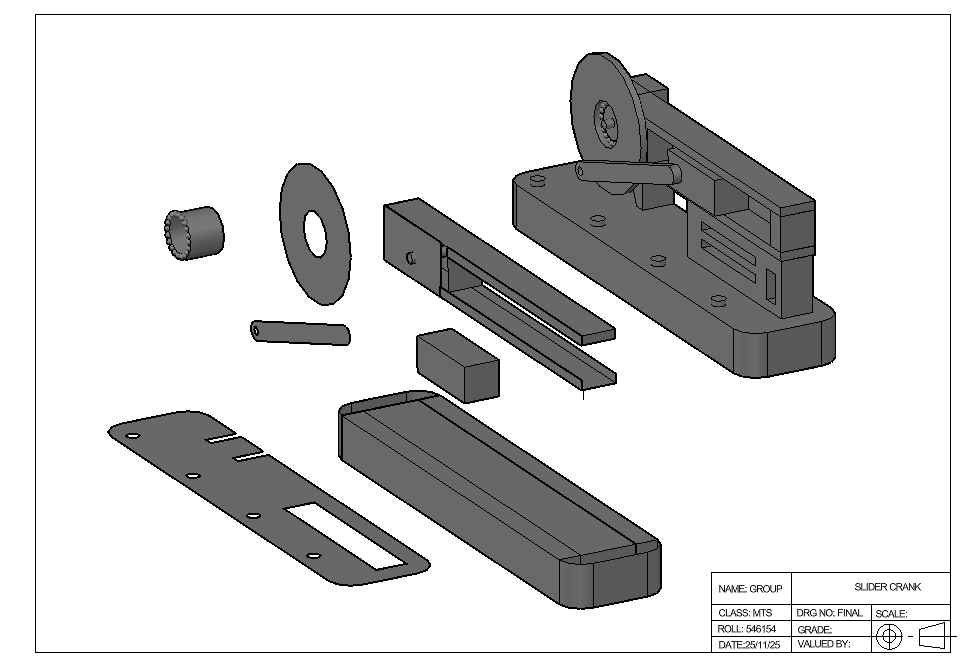 NAME: GROUP
SLIDER CRANK
CLASS: MTS
DRG NO: FINAL
SCALE:
ROLL: 546154
GRADE:
DATE:25/11/25
VALUED BY: